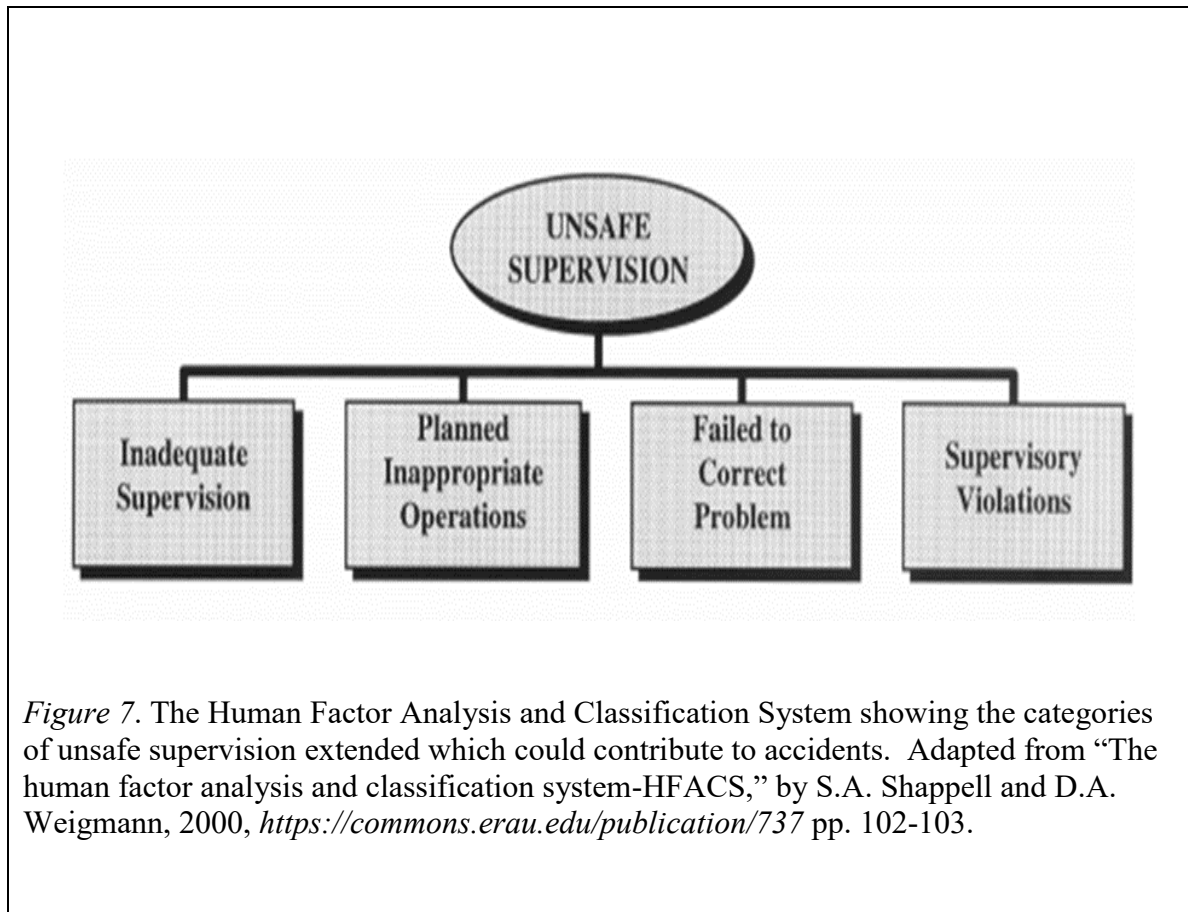 UNSAFE
SUPERVISION
Inadequate
Supervision
Planned
Inappropriate
Operations
Failed to
Correct
Problem
Supervisory
Violations
Figure 7. The Human Factor Analysis and Classification System showing the categories
of unsafe supervision extended which could contribute to accidents.  Adapted from “The
human factor analysis and classification system-HFACS,” by S.A. Shappell and D.A.
Weigmann, 2000, https://commons.erau.edu/publication/737 pp. 102-103.